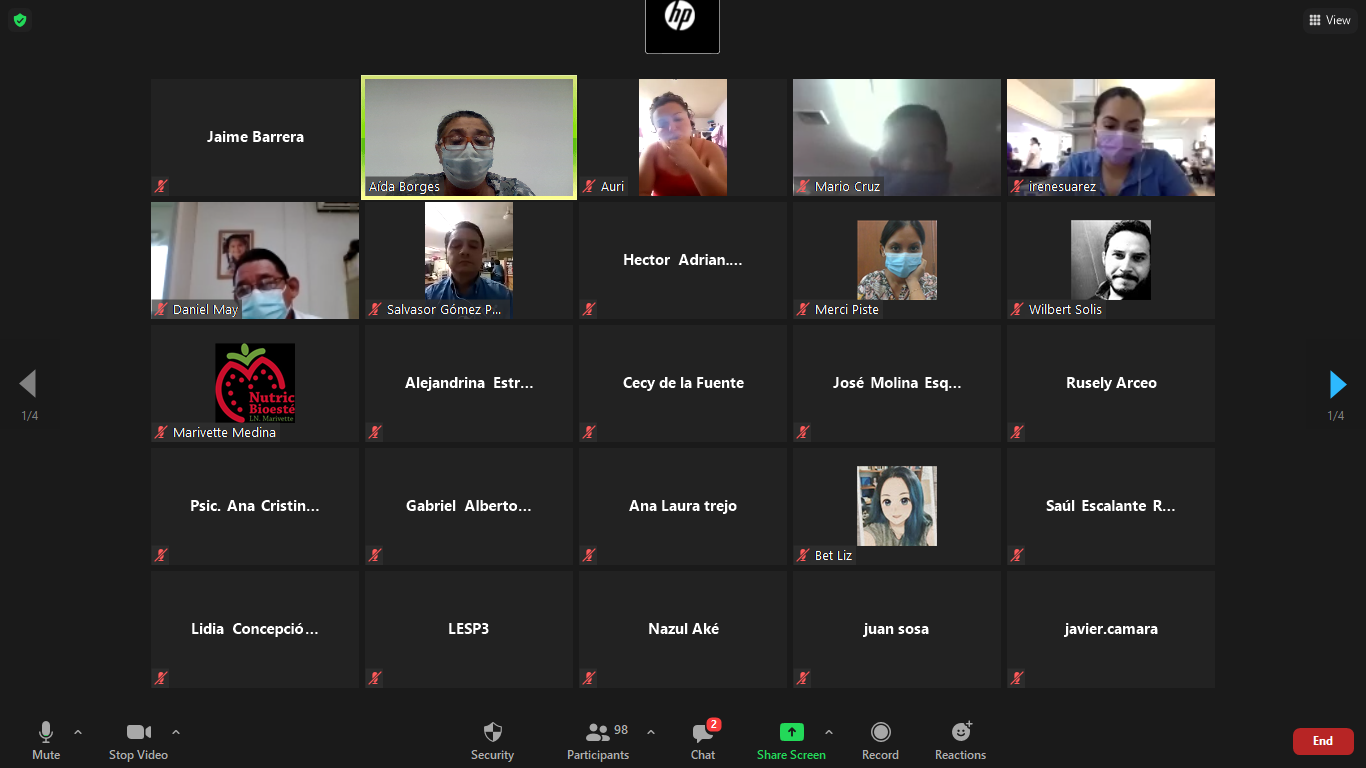 hp
View
Jaime Barrera
Aída Borges
Auri
Mario Cruz
irenesuarez
Daniel May
Salvasor Gómez P...
Hector Adrian....
Merci Piste
Wilbert Solis
Nutric
Bioesté
L.N. Marivette
Marivette Medina
Alejandrina Estr...
Cecy de la Fuente
José Molina Esq...
Rusely Arceo
1/4
1/4
Psic. Ana Cristin...
Gabriel Alberto...
Ana Laura trejo
Bet Liz
Saúl Escalante R...
Lidia Concepció...
LESP3
Nazul Aké
juan sosa
javier.camara
Mute
Stop Video
Security
Participants
98
Chat
2
Share Screen
Record
Reactions
End